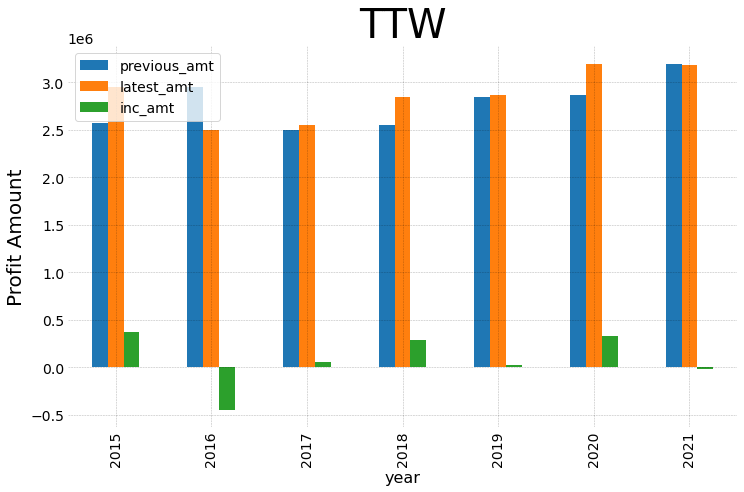 TTW
1e6
previous_amt
latest_amt
inc_amt
3.0
2.5
2.0
1.5
1.0
0.5
0.0
−0.5
Profit Amount
2015 2016 2017 2018 2019 2020 2021
year